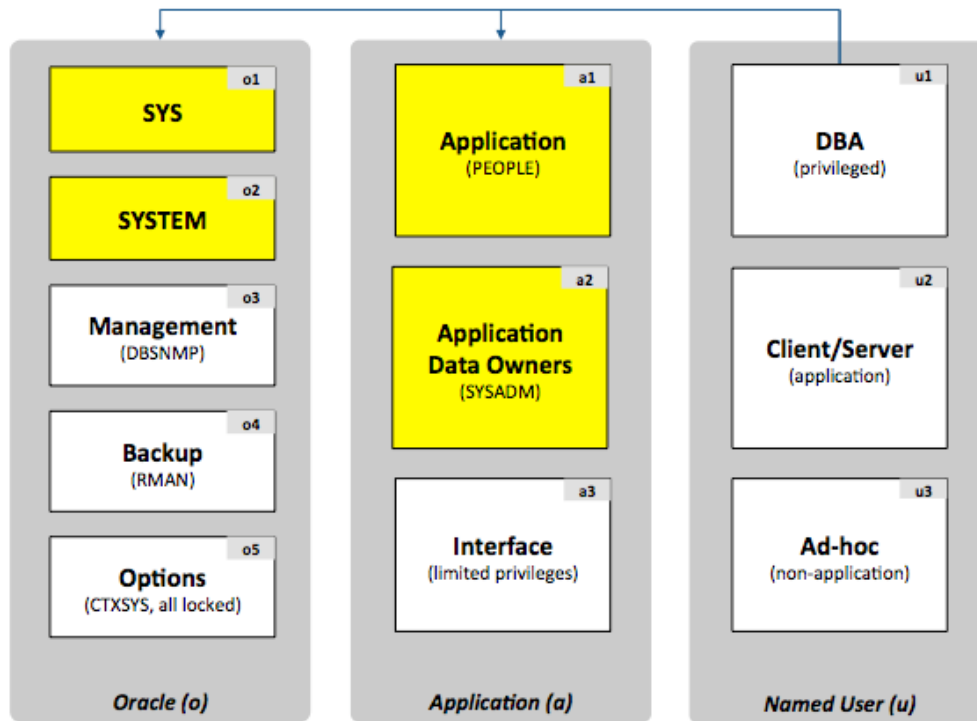 o1
SYS
o2
SYSTEM
o3
Management
(DBSNMP)
o4
Backup
(RMAN)
o5
Options
(CTXSYS, all locked)
Oracle (o)
a1
Application
(PEOPLE)
a2
Application
Data Owners
(SYSADM)
a3
Interface
(limited privileges)
Application (a)
u1
DBA
(privileged)
u2
Client/Server
(application)
u3
Ad-hoc
(non-application)
Named User (u)